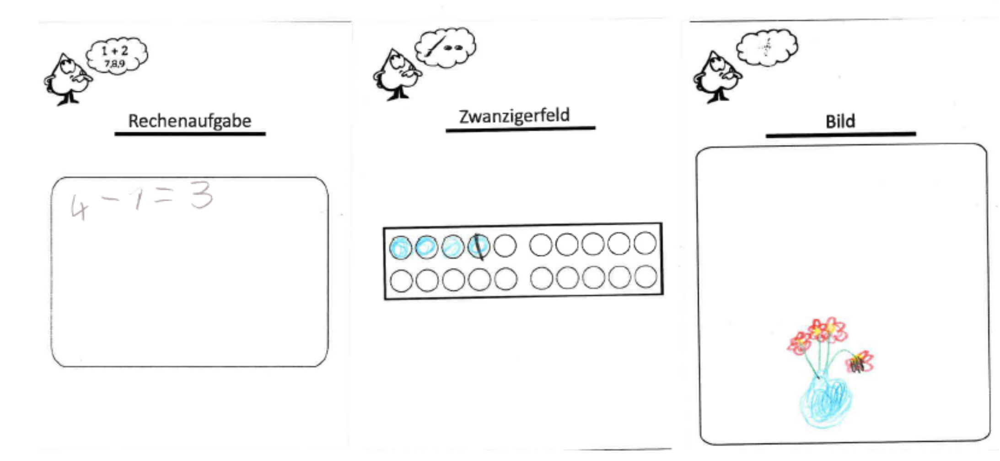 1 + 2
7,8,9
Rechenaufgabe
4 - 1 = 3
Zwanzigerfeld
Bild